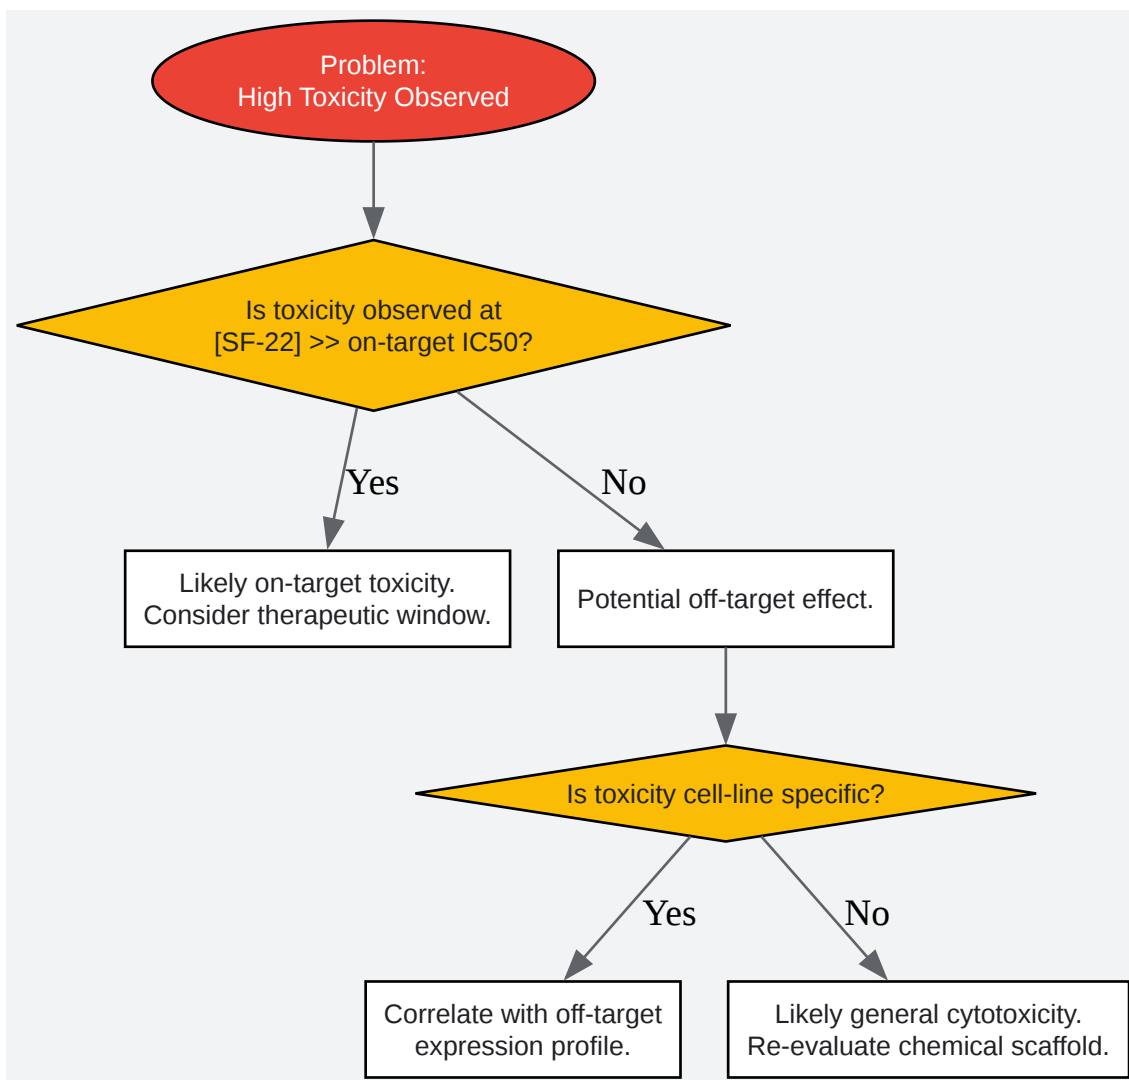 Problem:
High Toxicity Observed
Is toxicity observed at
[SF-22] >> on-target IC50?
Yes
No
Likely on-target toxicity.
Consider therapeutic window.
Potential off-target effect.
Is toxicity cell-line specific?
Yes
No
Correlate with off-target
expression profile.
Likely general cytotoxicity.
Re-evaluate chemical scaffold.